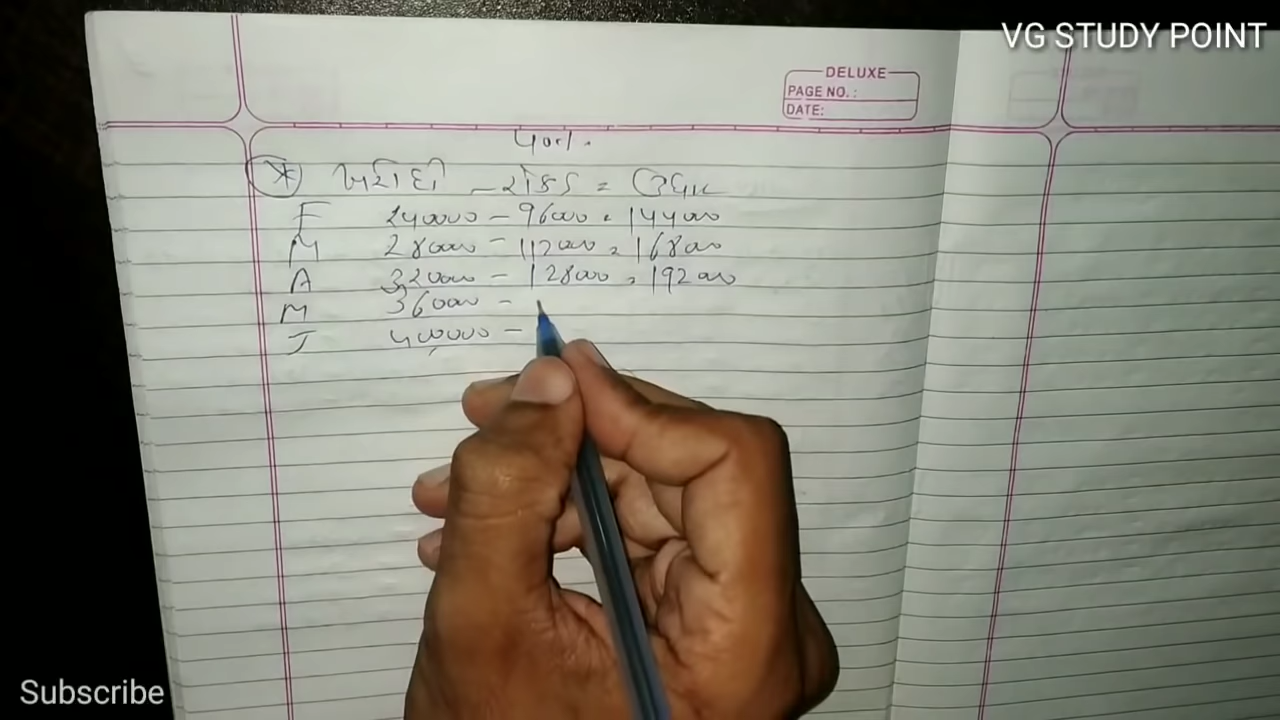 VG STUDY POINT
DELUXE
PAGE NO.:
DATE:
40%.
* ખરીદી - રોકડ = ઉધાર
F 24000 - 9600 = 14400
M 28000 - 11200 = 16800
A 32000 - 12800 = 19200
M 36000 -
J 40000 -
Subscribe